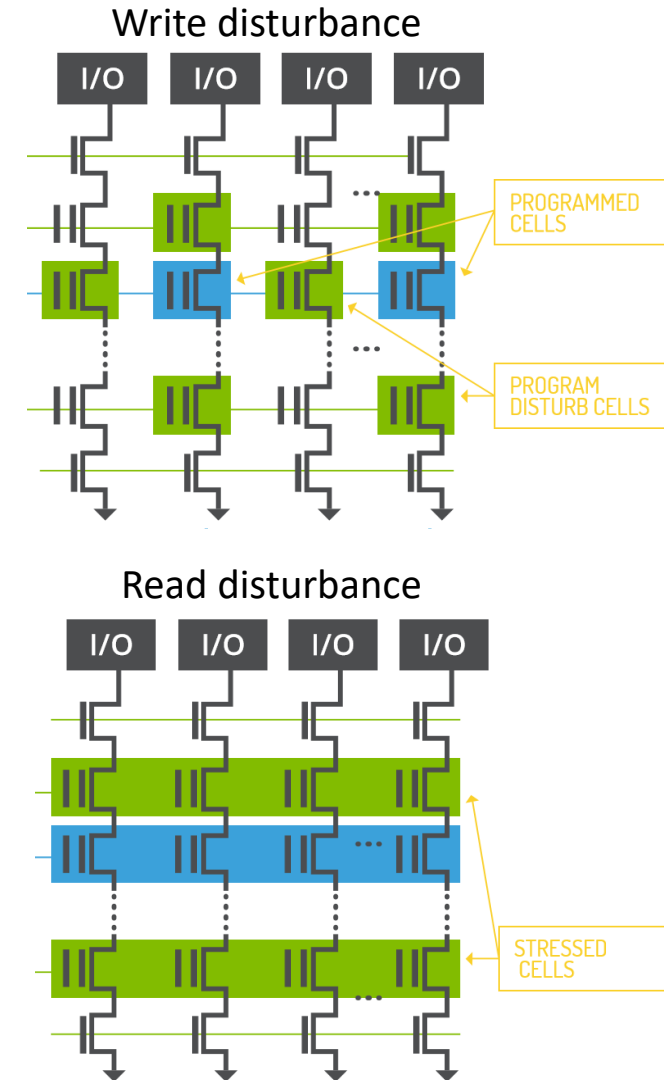 Write disturbance
I/O I/O I/O I/O
PROGRAMMED
CELLS
PROGRAM
DISTURB CELLS
Read disturbance
I/O I/O I/O I/O
STRESSED
CELLS